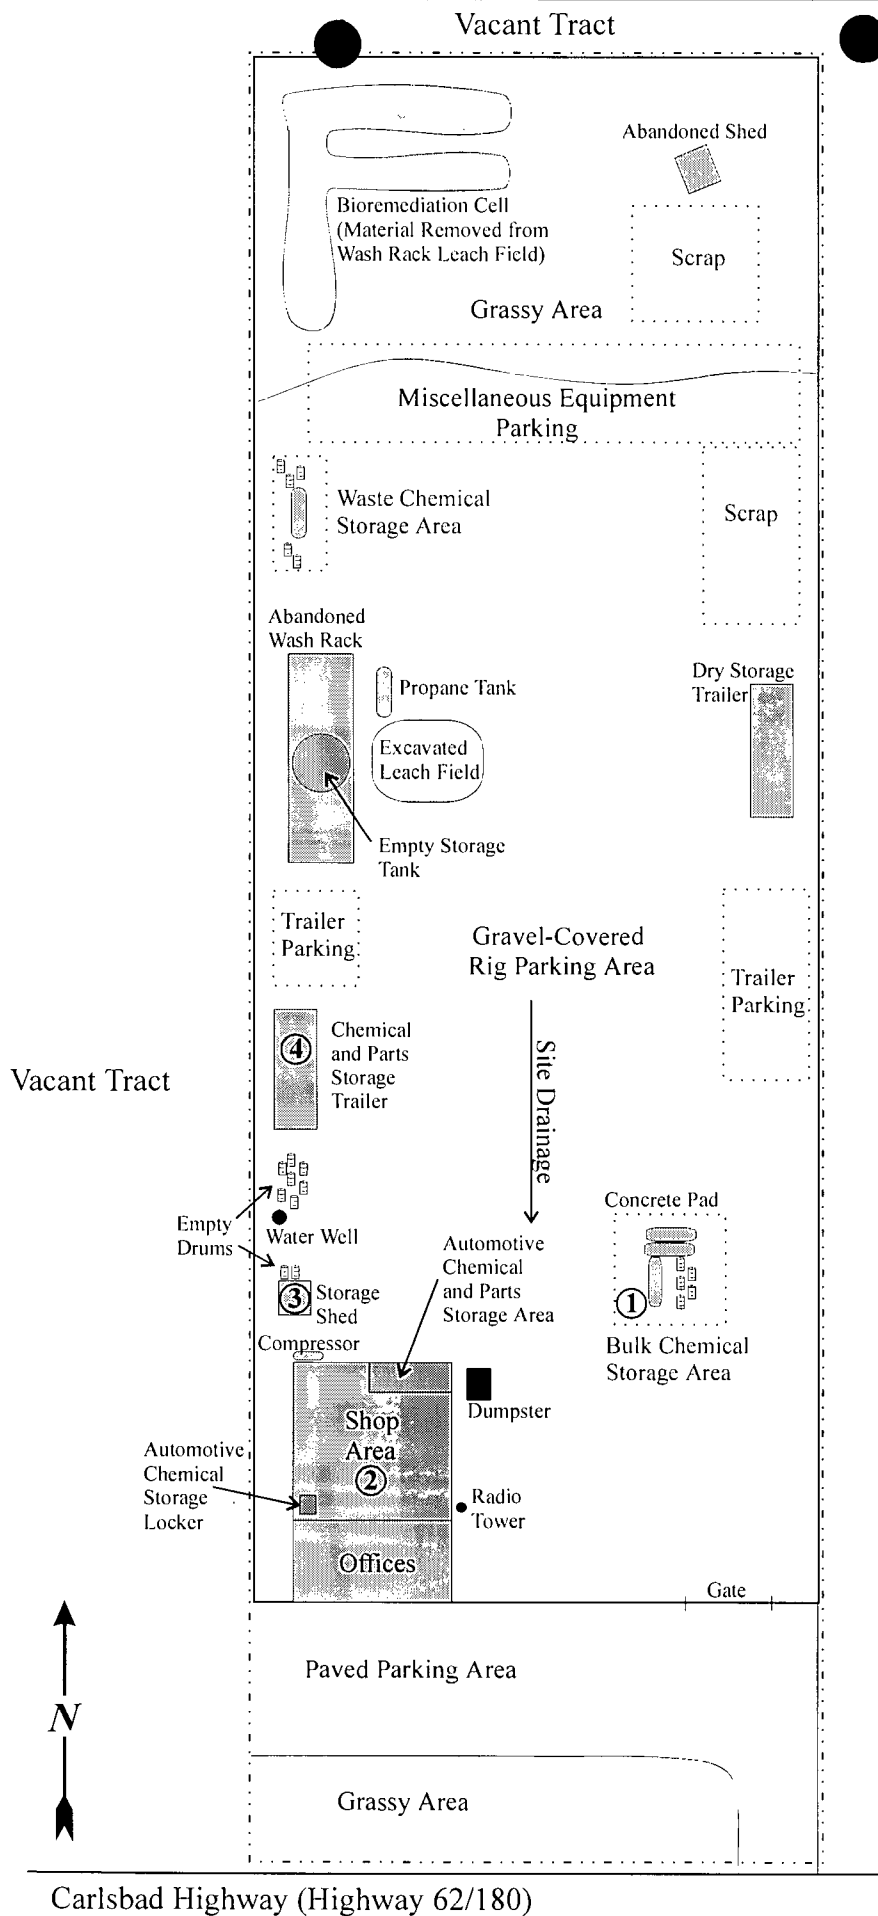 Vacant Tract
Abandoned Shed
Bioremediation Cell
(Material Removed from
Wash Rack Leach Field)
Scrap
Grassy Area
Miscellaneous Equipment
Parking
Waste Chemical
Storage Area
Scrap
Abandoned
Wash Rack
Propane Tank
Dry Storage
Trailer
Excavated
Leach Field
Empty Storage
Tank
Trailer
Parking
Gravel-Covered
Rig Parking Area
Trailer
Parking
4
Chemical
and Parts
Storage
Trailer
Site Drainage
Vacant Tract
Empty
Drums
Water Well
Concrete Pad
Automotive
Chemical
and Parts
Storage Area
3
Storage
Shed
1
Compressor
Bulk Chemical
Storage Area
Dumpster
Shop
Area
2
Automotive
Chemical
Storage
Locker
Radio
Tower
Offices
Gate
Paved Parking Area
N
Grassy Area
Carlsbad Highway (Highway 62/180)